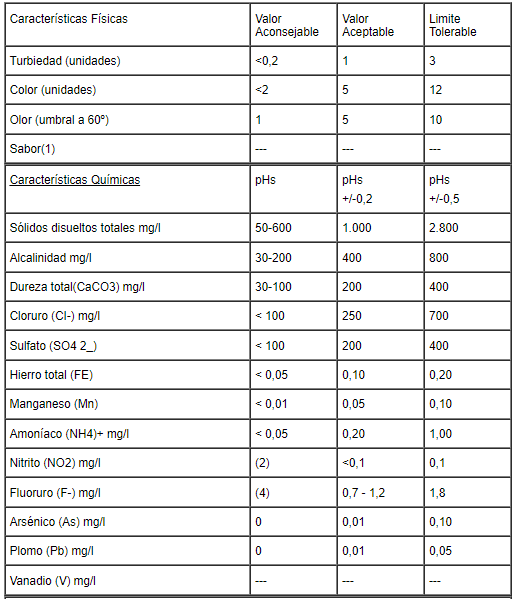 Características Físicas Valor Aconsejable Valor Aceptable Limite Tolerable
Turbiedad (unidades) <0,2 1 3
Color (unidades) <2 5 12
Olor (umbral a 60º) 1 5 10
Sabor(1) --- --- ---
Características Químicas pHs pHs +/-0,2 pHs +/-0,5
Sólidos disueltos totales mg/l 50-600 1.000 2.800
Alcalinidad mg/l 30-200 400 800
Dureza total(CaCO3) mg/l 30-100 200 400
Cloruro (Cl-) mg/l < 100 250 700
Sulfato (SO4 2_) < 100 200 400
Hierro total (FE) < 0,05 0,10 0,20
Manganeso (Mn) < 0,01 0,05 0,10
Amoníaco (NH4)+ mg/l < 0,05 0,20 1,00
Nitrito (NO2) mg/l (2) <0,1 0,1
Fluoruro (F-) mg/l (4) 0,7 - 1,2 1,8
Arsénico (As) mg/l 0 0,01 0,10
Plomo (Pb) mg/l 0 0,01 0,05
Vanadio (V) mg/l --- --- ---